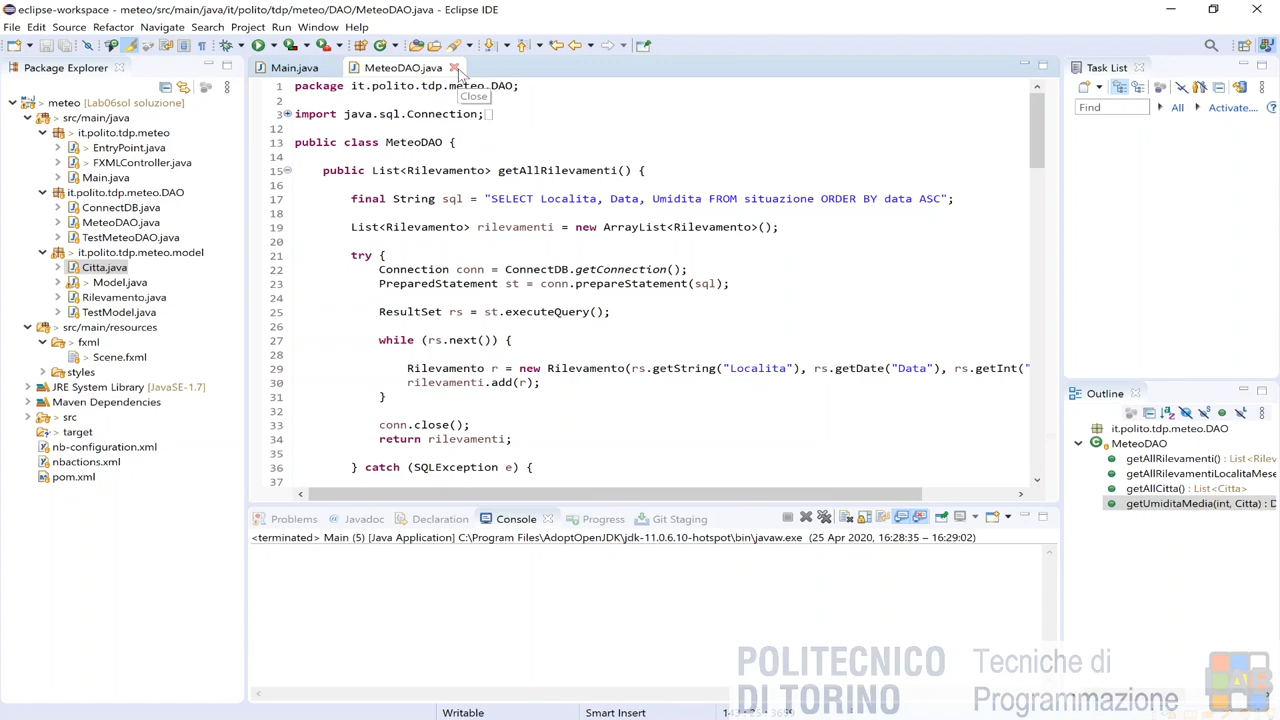 eclipse-workspace - meteo/src/main/java/it/polito/tdp/meteo/DAO/MeteoDAO.java - Eclipse IDE
File Edit Source Refactor Navigate Search Project Run Window Help
Package Explorer
meteo [Lab06sol soluzione]
> src/main/java
> it.polito.tdp.meteo
> EntryPoint.java
> FXMLController.java
> Main.java
it.polito.tdp.meteo.DAO
ConnectDB.java
> MeteoDAO.java
> TestMeteoDAO.java
> it.polito.tdp.meteo.model
Citta.java
> Model.java
Rilevamento.java
> TestModel.java
> src/main/resources
> fxml
> Scene.fxml
styles
JRE System Library [JavaSE-1.7]
Maven Dependencies
> src
target
nb-configuration.xml
nbactions.xml
pom.xml
Main.java
MeteoDAO.java
Close
1 package it.polito.tdp.meteo.DAO;
2
3 import java.sql.Connection;
12
13 public class MeteoDAO {
14
15 public List<Rilevamento> getAllRilevamenti() {
16
17 final String sql = "SELECT Localita, Data, Umidita FROM situazione ORDER BY data ASC";
18
19 List<Rilevamento> rilevamenti = new ArrayList<Rilevamento>();
20
21 try {
22 Connection conn = ConnectDB.getConnection();
23 PreparedStatement st = conn.prepareStatement(sql);
24
25 ResultSet rs = st.executeQuery();
26
27 while (rs.next()) {
28
29 Rilevamento r = new Rilevamento(rs.getString("Localita"), rs.getDate("Data"), rs.getInt("
30 rilevamenti.add(r);
31 }
32
33 conn.close();
34 return rilevamenti;
35
36 } catch (SQLException e) {
37
Task List
Find All Activate...
Outline
it.polito.tdp.meteo.DAO
MeteoDAO
getAllRilevamenti() : List<Rilev
getAllRilevamentiLocalitaMese
getAllCitta() : List<Citta>
getUmiditaMedia(int, Citta) : D
Problems Javadoc Declaration Console Progress Git Staging
<terminated> Main (5) [Java Application] C:\Program Files\AdoptOpenJDK\jdk-11.0.6.10-hotspot\bin\javaw.exe (25 Apr 2020, 16:28:35 – 16:29:02)
POLITECNICO
DI TORINO
Tecniche di
Programmazione
Writable Smart Insert